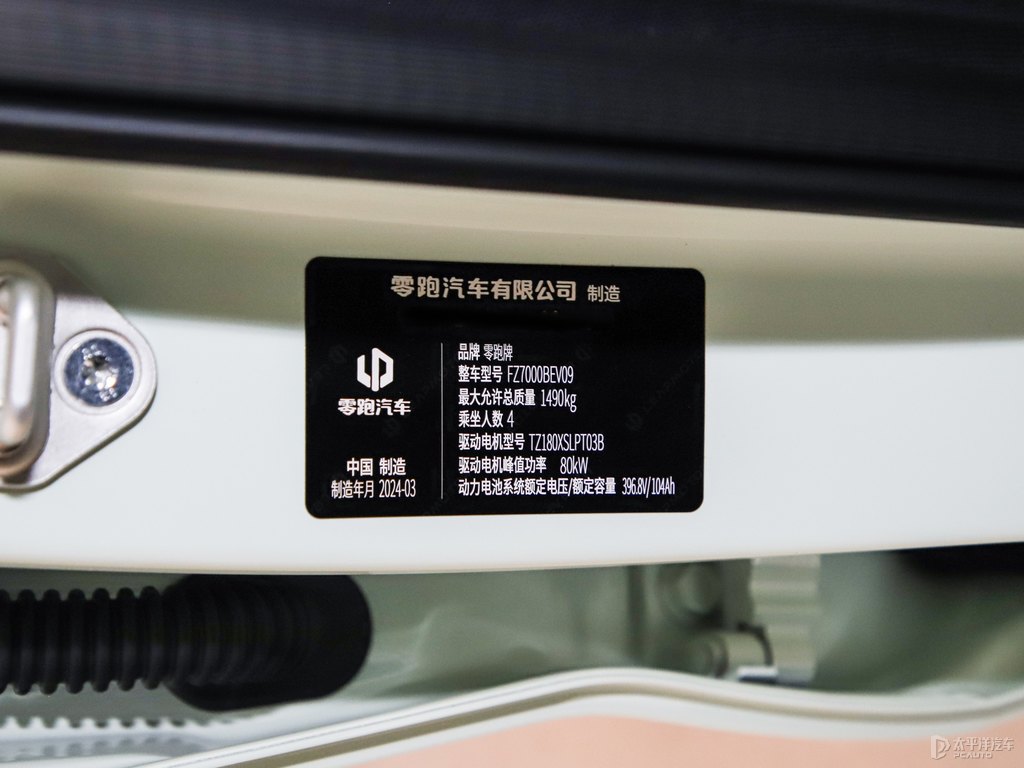 零跑汽车有限公司 制造
零跑汽车
中国 制造
制造年月 2024-03
品牌 零跑牌
整车型号 FZ7000BEV09
最大允许总质量 1490kg
乘坐人数 4
驱动电机型号 TZ180XSLPT03B
驱动电机峰值功率 80kW
动力电池系统额定电压/额定容量 396.8V/104Ah
太平洋汽车
PCAUTO